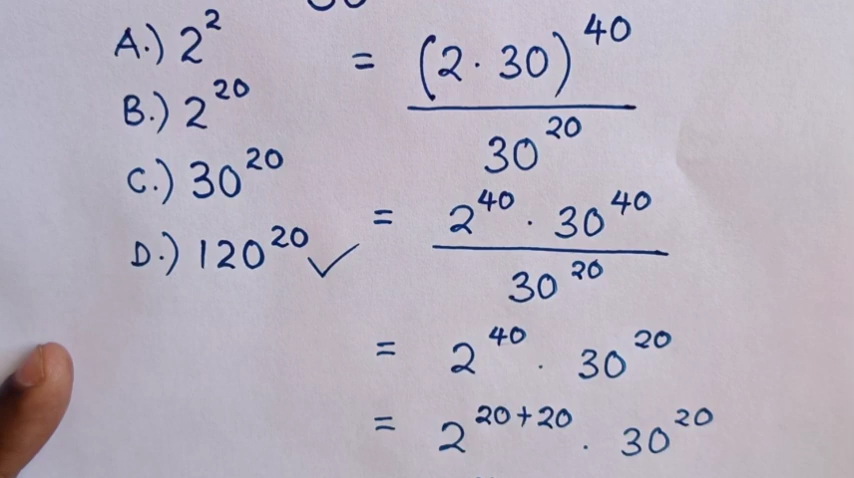 A.) 2^2
B.) 2^20
C.) 30^20
D.) 120^20 ✓
= (2 · 30)^40 / 30^20
= 2^40 · 30^40 / 30^20
= 2^40 · 30^20
= 2^20+20 · 30^20